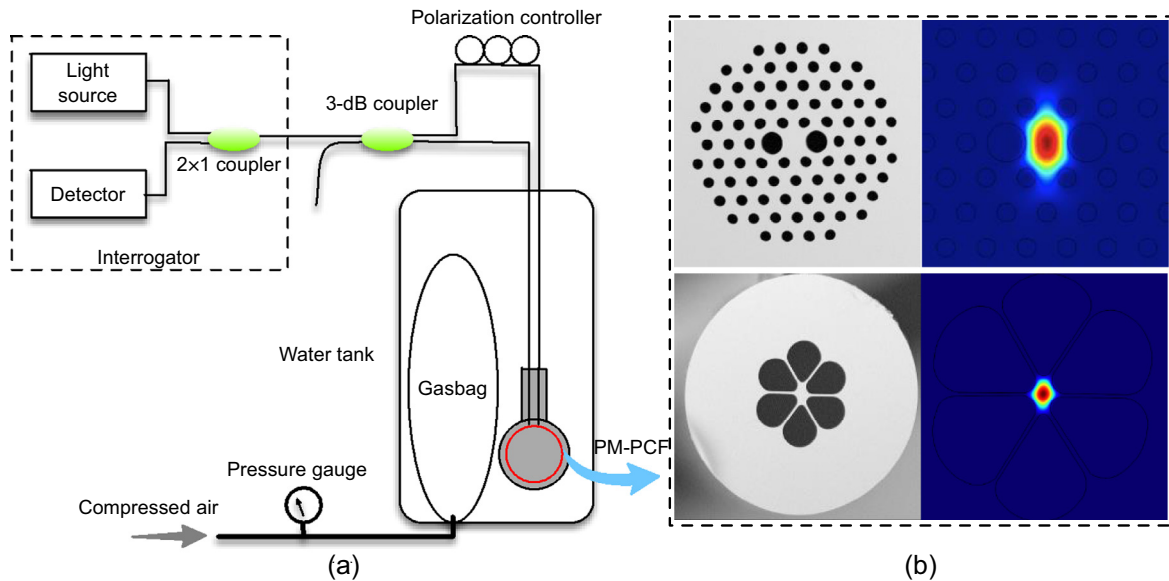 Polarization controller
Light
source
3-dB coupler
2×1 coupler
Detector
Interrogator
Water tank
Gasbag
PM-PCF
Pressure gauge
Compressed air
(a)
(b)